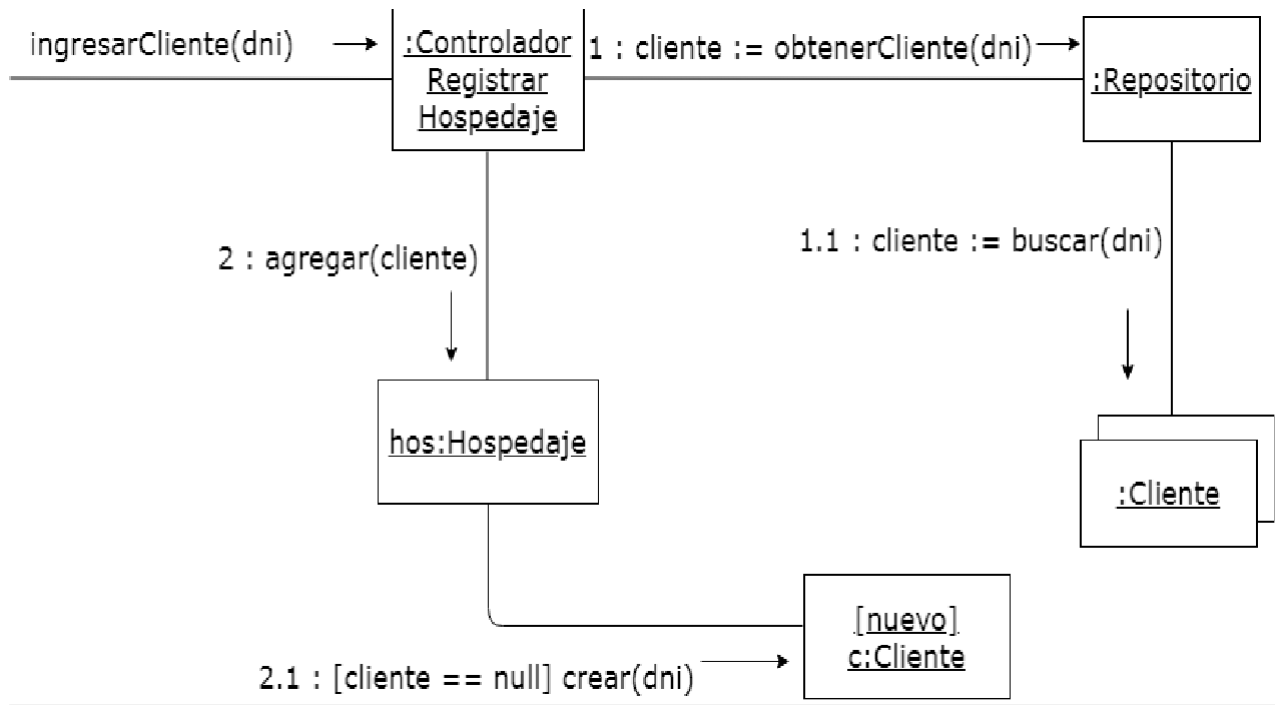 ingresarCliente(dni)
:Controlador
Registrar
Hospedaje
1 : cliente := obtenerCliente(dni)
:Repositorio
2 : agregar(cliente)
1.1 : cliente := buscar(dni)
hos:Hospedaje
:Cliente
[nuevo]
c:Cliente
2.1 : [cliente == null] crear(dni)